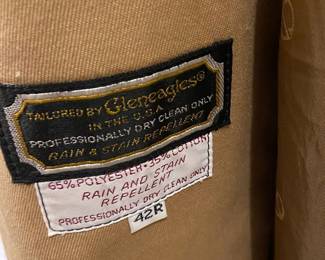 TAILORED BY Gleneagles®
IN THE U.S.A.
PROFESSIONALLY DRY CLEAN ONLY
RAIN & STAIN REPELLENT
65% POLYESTER • 35% COTTON
RAIN AND STAIN
REPELLENT
PROFESSIONALLY DRY CLEAN ONLY
42R